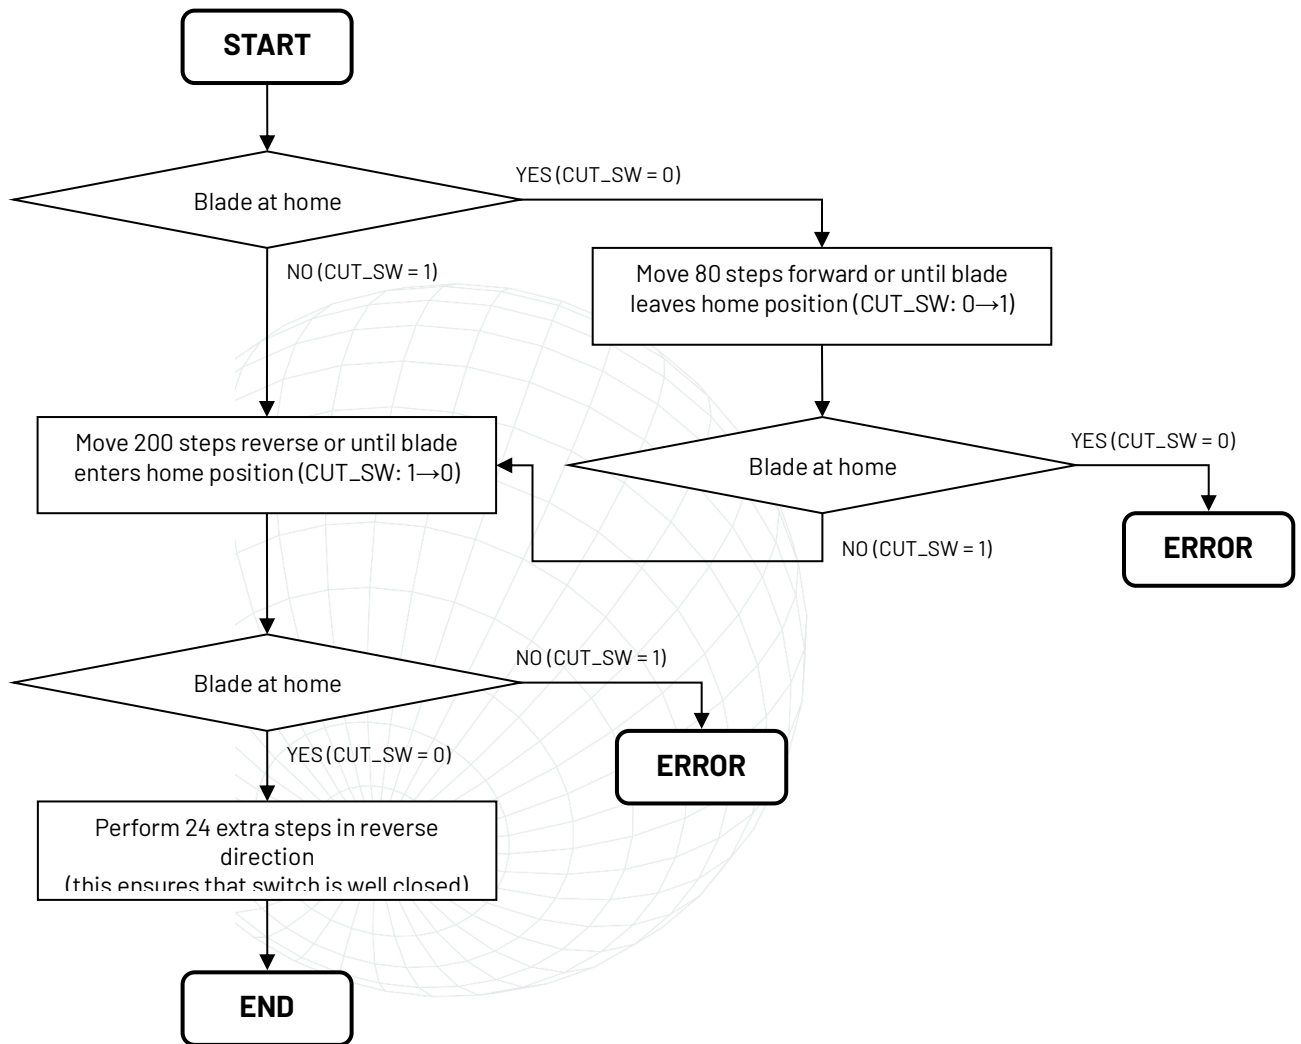 START
Blade at home
YES (CUT_SW = 0)
NO (CUT_SW = 1)
Move 80 steps forward or until blade
leaves home position (CUT_SW: 0→1)
Move 200 steps reverse or until blade
enters home position (CUT_SW: 1→0)
Blade at home
YES (CUT_SW = 0)
ERROR
NO (CUT_SW = 1)
Blade at home
NO (CUT_SW = 1)
ERROR
YES (CUT_SW = 0)
Perform 24 extra steps in reverse
direction
(this ensures that switch is well closed)
END